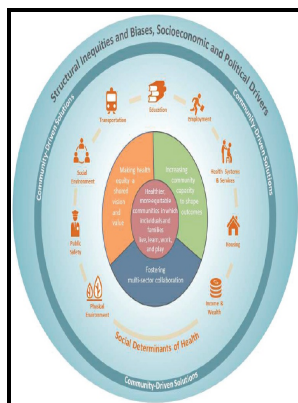 Structural Inequities and Biases, Socioeconomic and Political Drivers
Community-Driven Solutions
Community-Driven Solutions
Education
Transportation
Employment
Social
Environment
Health Systems
& Services
Making health
equity a
shared
vision
and
value
Increasing
community
capacity
to shape
outcomes
Healthier,
more equitable
communities in which
individuals and
families
live, learn, work,
and play
Public
Safety
Housing
Fostering
multi-sector collaboration
Physical
Environment
Income &
Wealth
Social Determinants of Health
Community-Driven Solutions